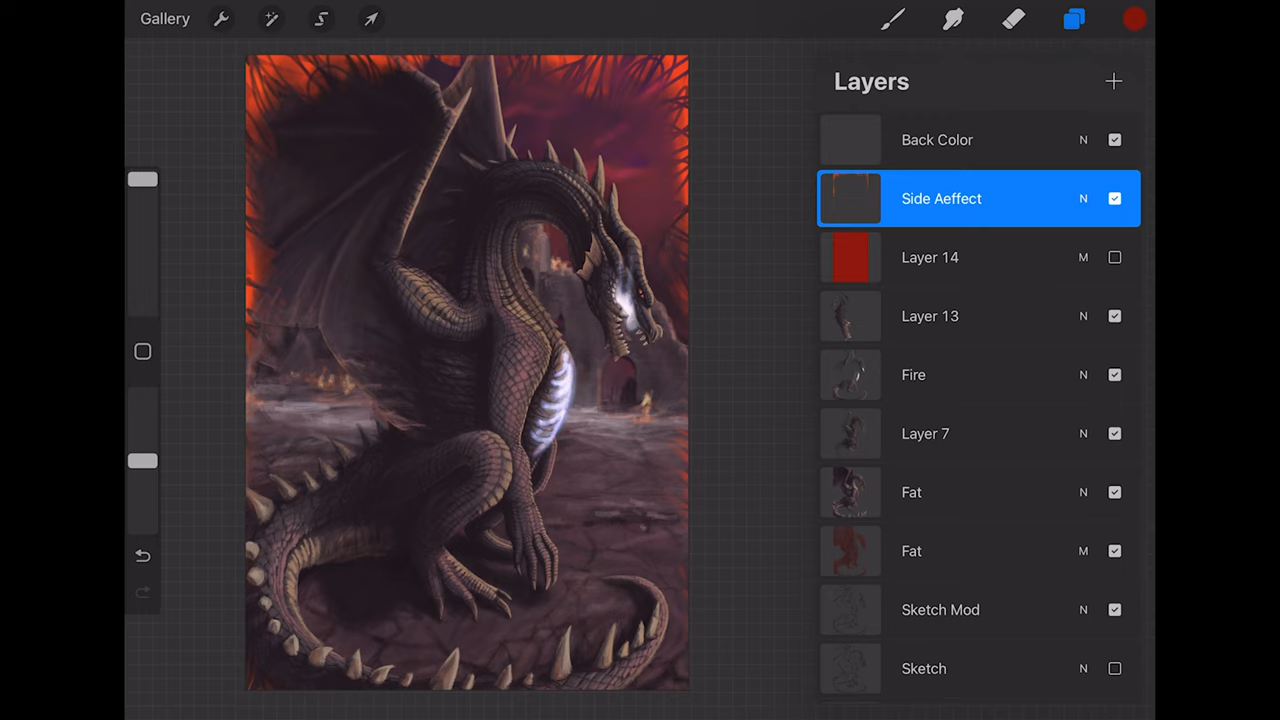 Gallery
Layers
Back Color N
Side Aeffect N
Layer 14 M
Layer 13 N
Fire N
Layer 7 N
Fat N
Fat M
Sketch Mod N
Sketch N